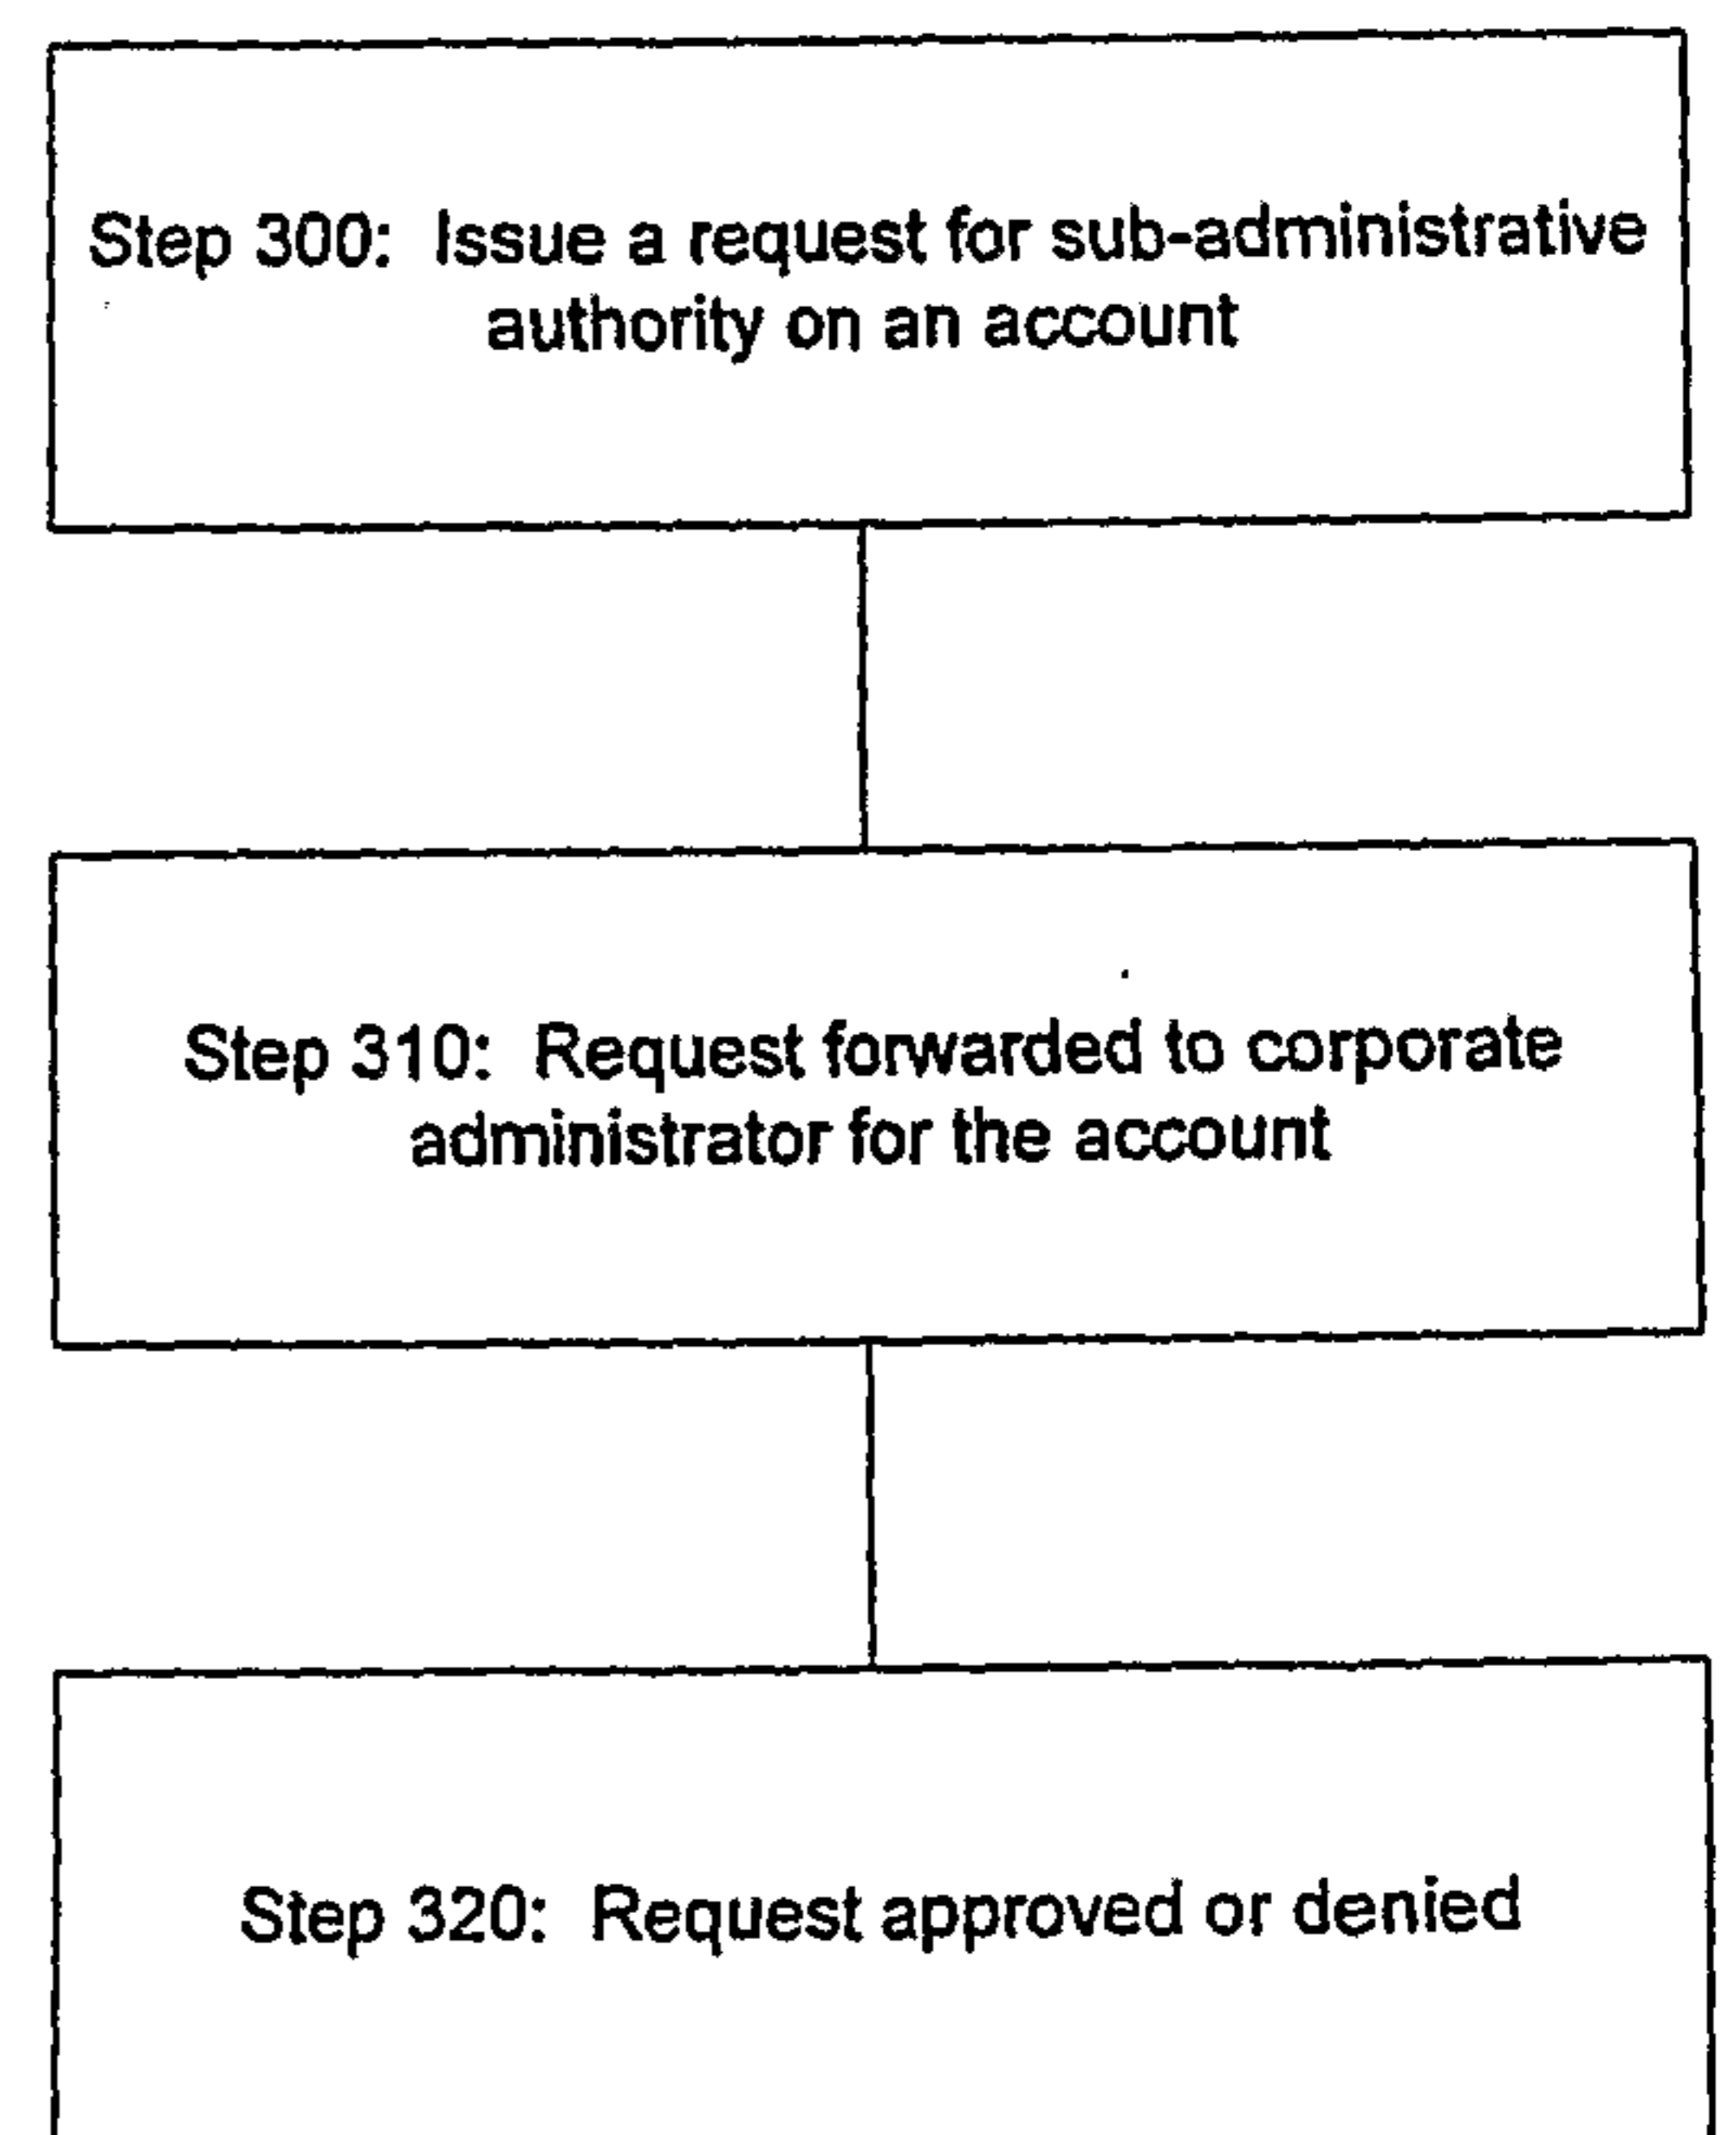 Step 300: Issue a request for sub-administrative
authority on an account
Step 310: Request forwarded to corporate
administrator for the account
Step 320: Request approved or denied